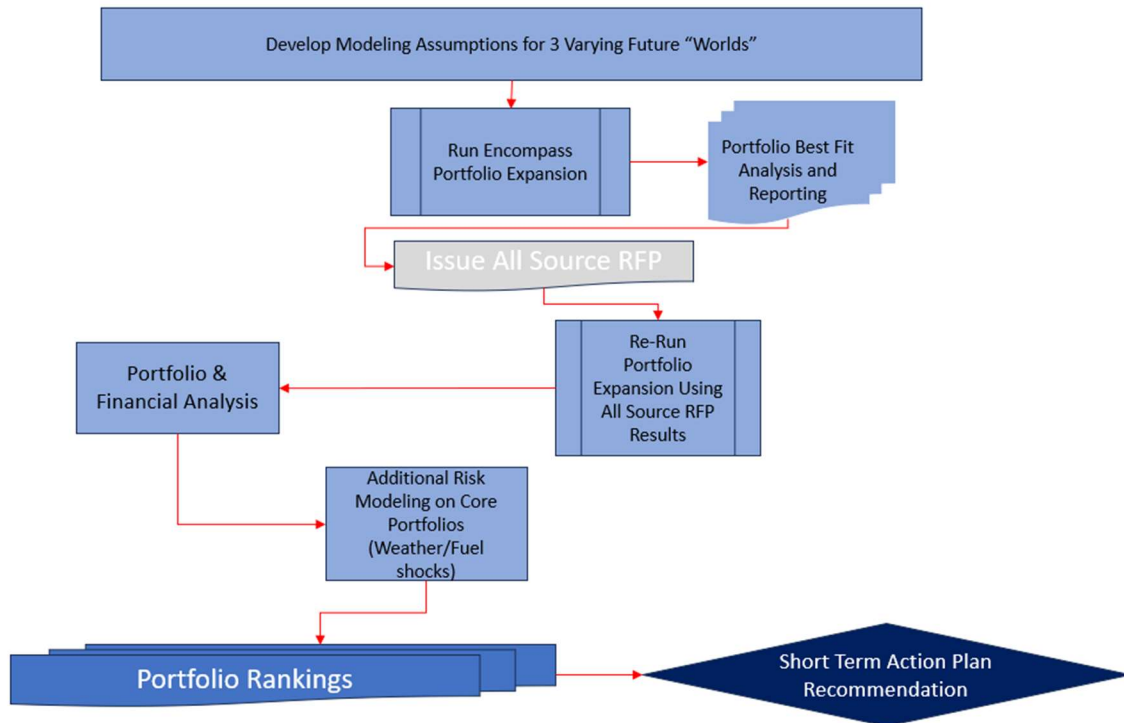 Develop Modeling Assumptions for 3 Varying Future “Worlds”
Run Encompass
Portfolio Expansion
Portfolio Best Fit
Analysis and
Reporting
Issue All Source RFP
Re-Run
Portfolio
Expansion Using
All Source RFP
Results
Portfolio &
Financial Analysis
Additional Risk
Modeling on Core
Portfolios
(Weather/Fuel
shocks)
Portfolio Rankings
Short Term Action Plan
Recommendation